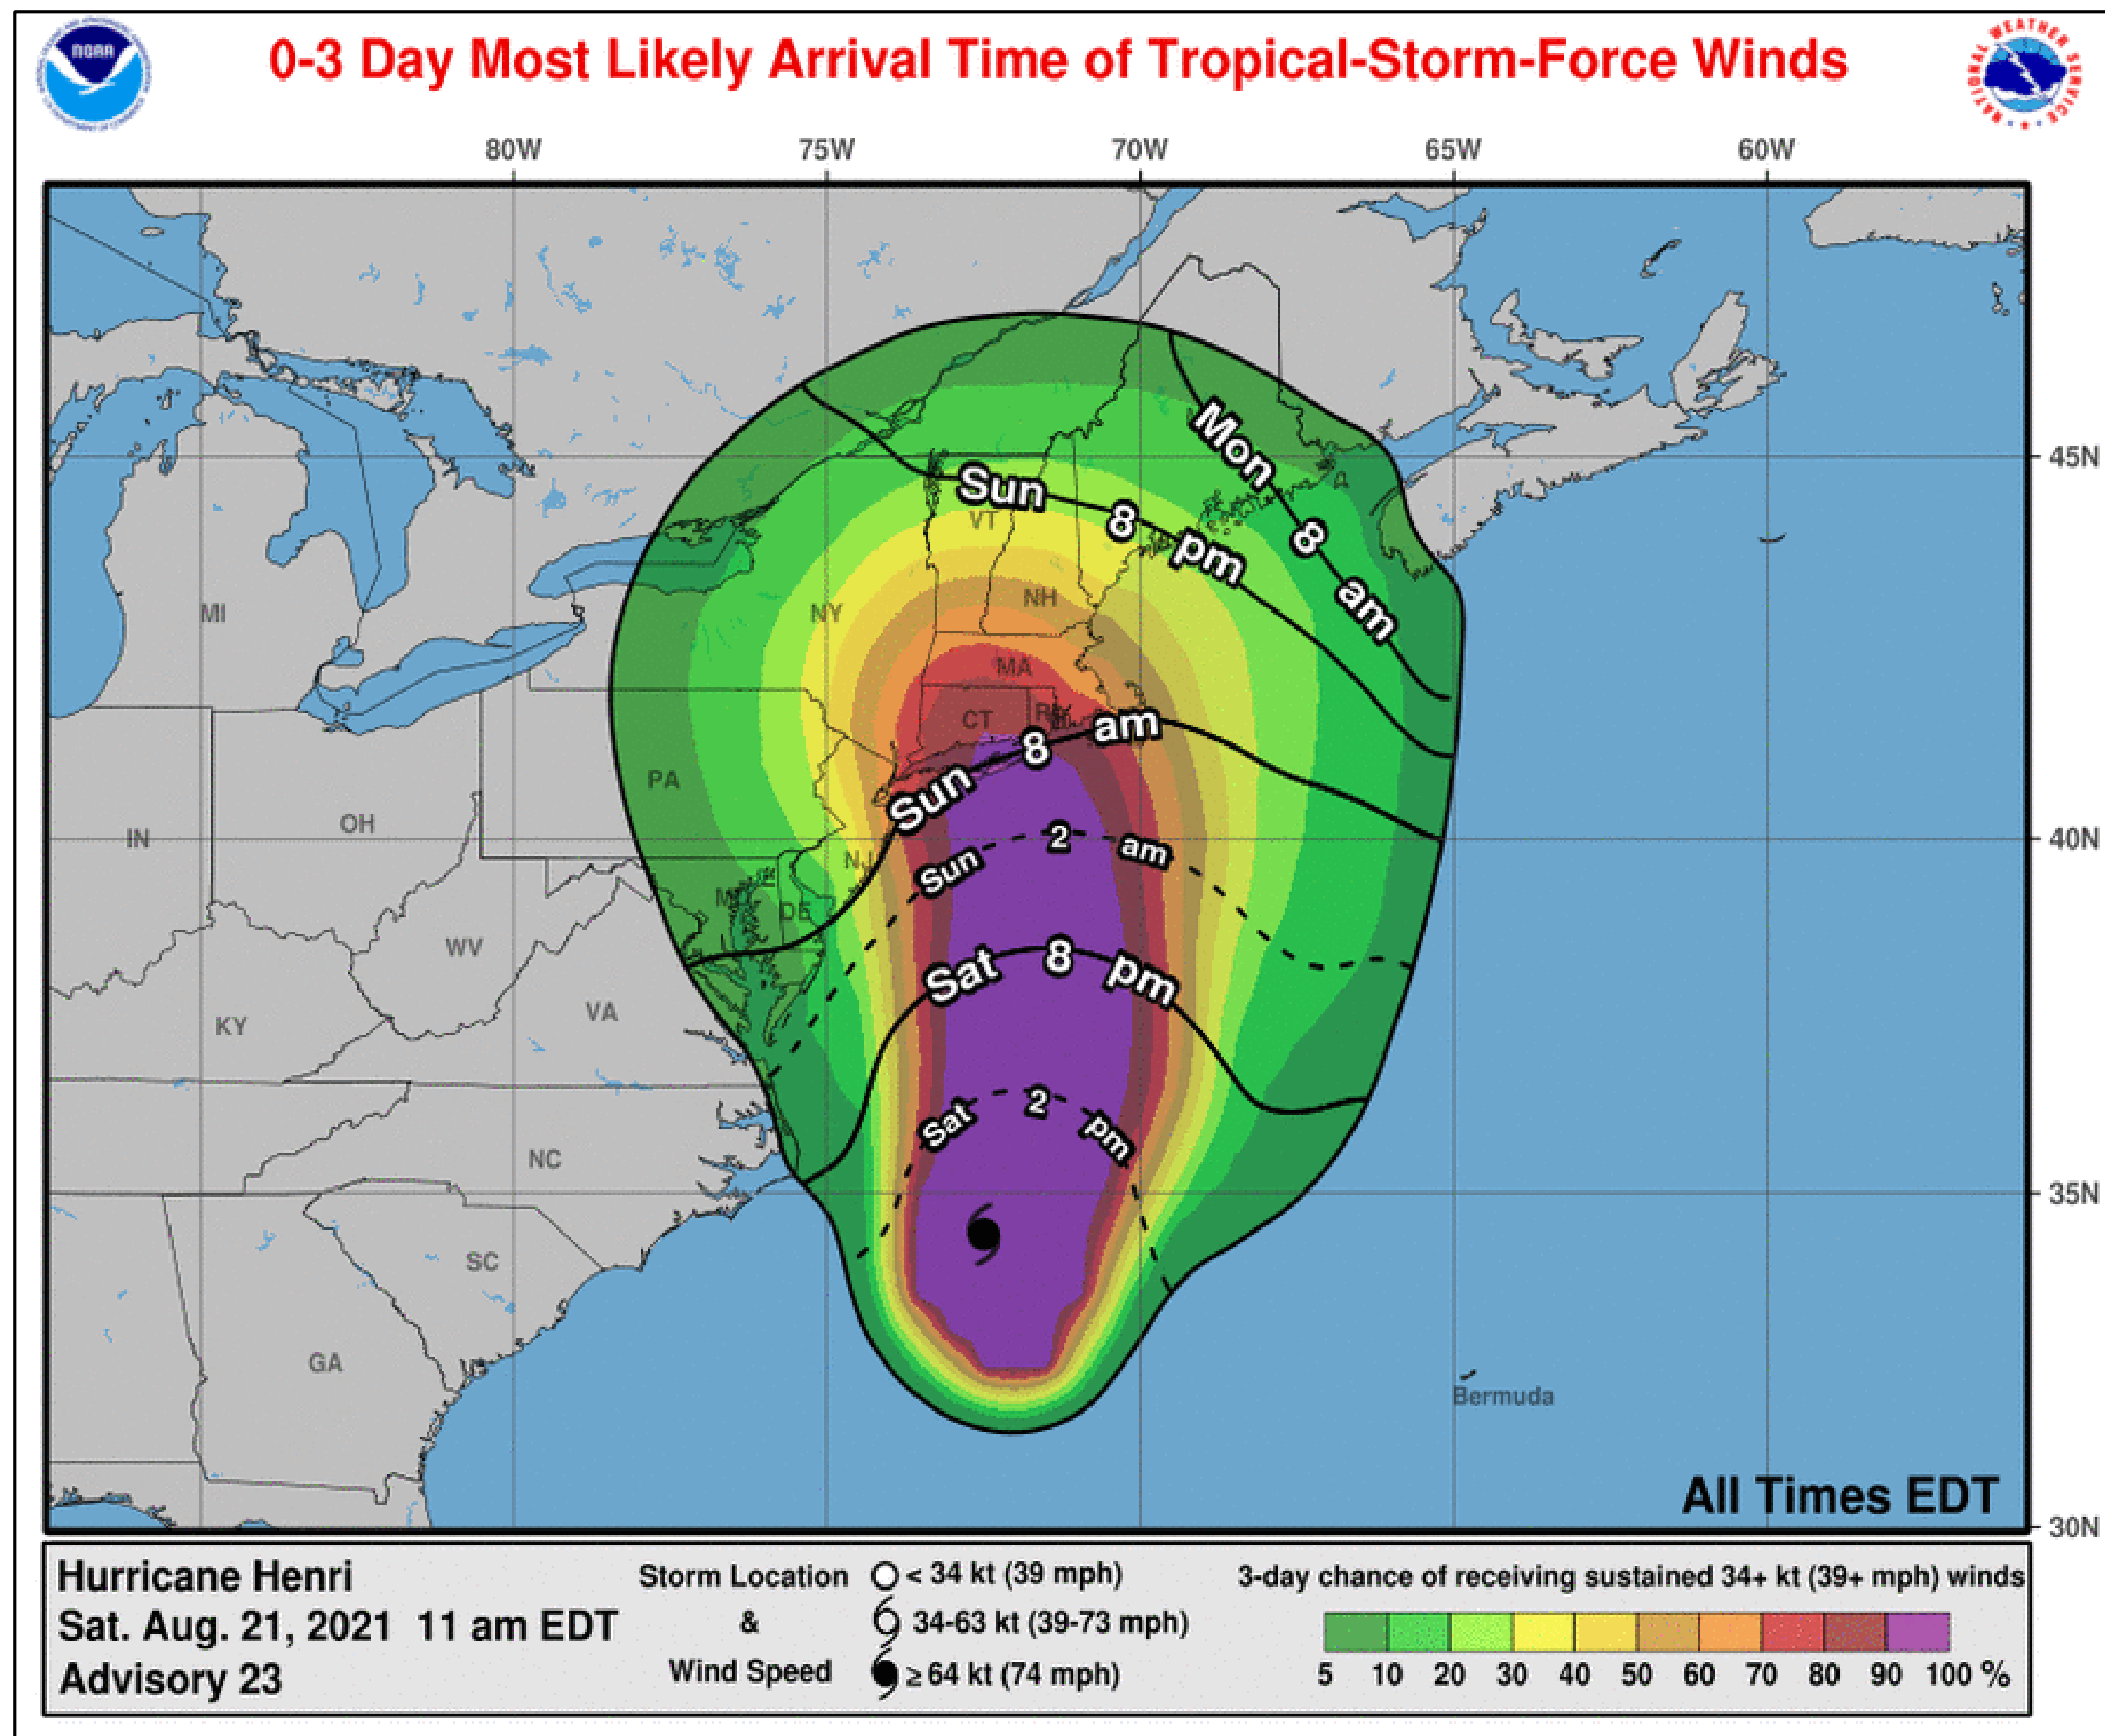 NOAA
0-3 Day Most Likely Arrival Time of Tropical-Storm-Force Winds
NATIONAL WEATHER SERVICE
80W 75W 70W 65W 60W
45N
40N
35N
30N
Mon 8 am
Sun 8 pm
Sun 8 am
Sun 2 am
Sat 8 pm
Sat 2 pm
VT
NH
NY
MI
MA
CT
PA
OH
IN
NJ
DE
WV
VA
KY
NC
SC
GA
Bermuda
All Times EDT
Hurricane Henri
Sat. Aug. 21, 2021 11 am EDT
Advisory 23
Storm Location
&
Wind Speed
< 34 kt (39 mph)
34-63 kt (39-73 mph)
≥ 64 kt (74 mph)
3-day chance of receiving sustained 34+ kt (39+ mph) winds
5 10 20 30 40 50 60 70 80 90 100 %